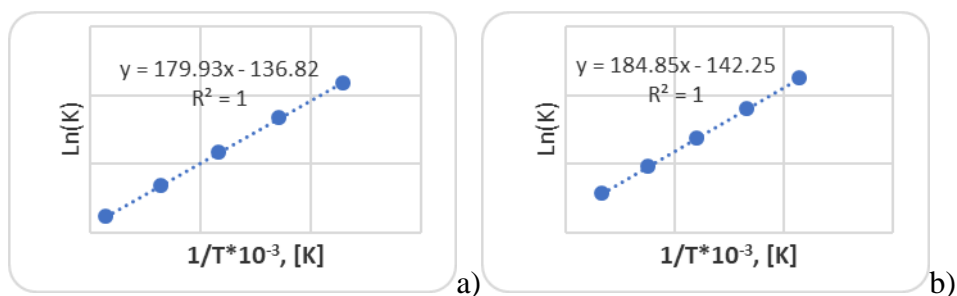 y = 179.93x - 136.82
R² = 1
Ln(K)
1/T*10⁻³, [K]
a)
y = 184.85x - 142.25
R² = 1
Ln(K)
1/T*10⁻³, [K]
b)